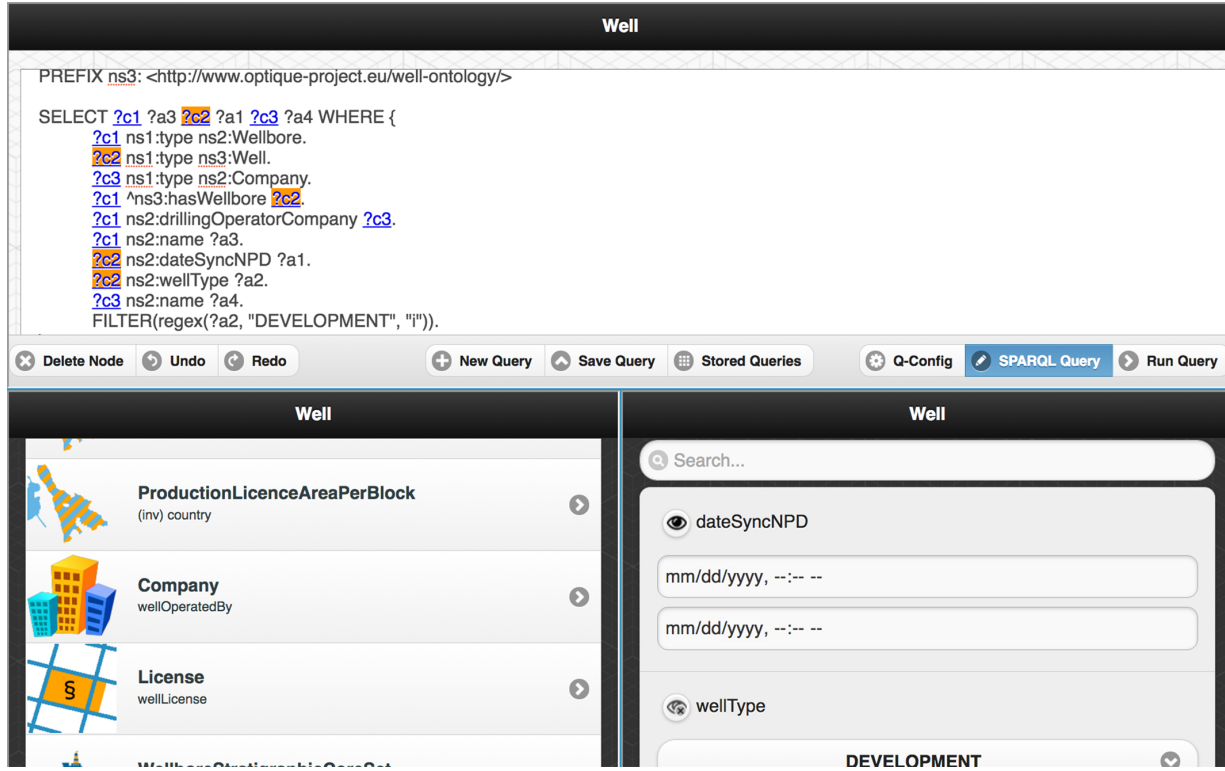 Well
PREFIX ns3: <http://www.optique-project.eu/well-ontology/>
SELECT ?c1 ?a3 ?c2 ?a1 ?c3 ?a4 WHERE {
?c1 ns1:type ns2:Wellbore.
?c2 ns1:type ns3:Well.
?c3 ns1:type ns2:Company.
?c1 ^ns3:hasWellbore ?c2.
?c1 ns2:drillingOperatorCompany ?c3.
?c1 ns2:name ?a3.
?c2 ns2:dateSyncNPD ?a1.
?c2 ns2:wellType ?a2.
?c3 ns2:name ?a4.
FILTER(regex(?a2, "DEVELOPMENT", "i")).
Delete Node Undo Redo New Query Save Query Stored Queries Q-Config SPARQL Query Run Query
Well
ProductionLicenceAreaPerBlock
(inv) country
Company
wellOperatedBy
§
License
wellLicense
WellboreStratigraphicCoreSet
Well
Search...
dateSyncNPD
mm/dd/yyyy, --:-- --
mm/dd/yyyy, --:-- --
wellType
DEVELOPMENT